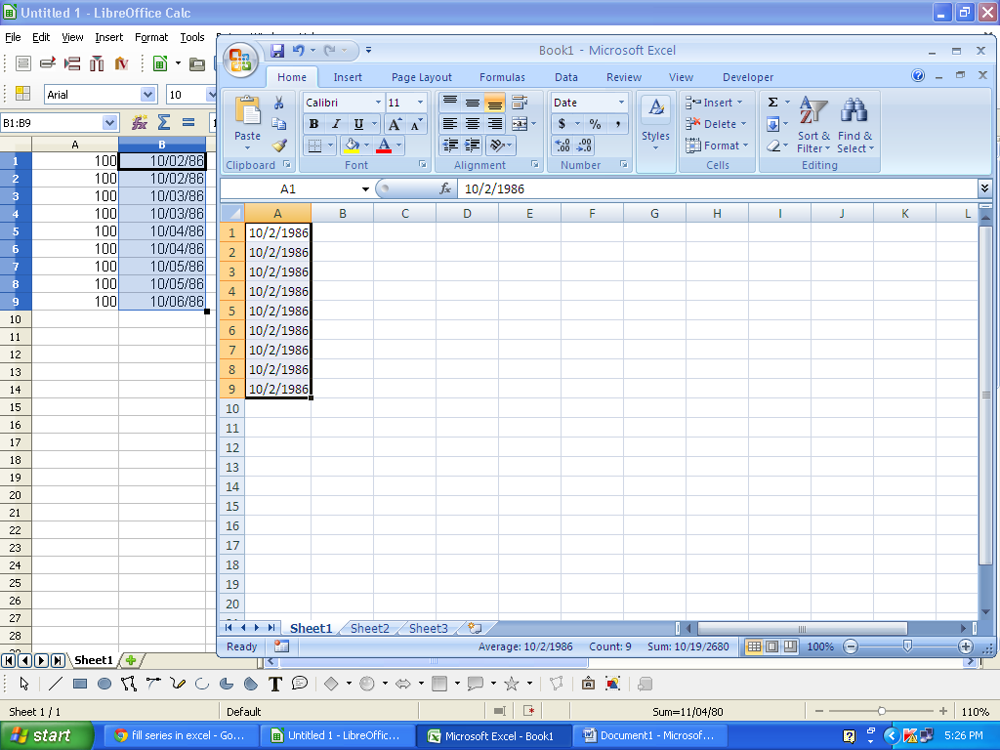 Untitled 1 - LibreOffice Calc
File Edit View Insert Format Tools
Book1 - Microsoft Excel
Home Insert Page Layout Formulas Data Review View Developer
Arial 10
Paste Clipboard
Calibri 11 B I U A A A Font
Alignment
Date $ % , .00 .00 Number
Styles
Insert Delete Format Cells
Σ Sort & Filter Find & Select Editing
B1:B9
A1 fx 10/2/1986
A B
1 100 10/02/86
2 100 10/02/86
3 100 10/03/86
4 100 10/03/86
5 100 10/04/86
6 100 10/04/86
7 100 10/05/86
8 100 10/05/86
9 100 10/06/86
10
11
12
13
14
15
16
17
18
19
20
21
22
23
24
25
26
27
28
A B C D E F G H I J K L
1 10/2/1986
2 10/2/1986
3 10/2/1986
4 10/2/1986
5 10/2/1986
6 10/2/1986
7 10/2/1986
8 10/2/1986
9 10/2/1986
10
11
12
13
14
15
16
17
18
19
20
Sheet1 Sheet2 Sheet3
Ready Average: 10/2/1986 Count: 9 Sum: 10/19/2680 100%
Sheet1
Sheet 1 / 1 Default Sum=11/04/80 110%
start fill series in excel - Go... Untitled 1 - LibreOffic... Microsoft Excel - Book1 Document1 - Microsof... 5:26 PM